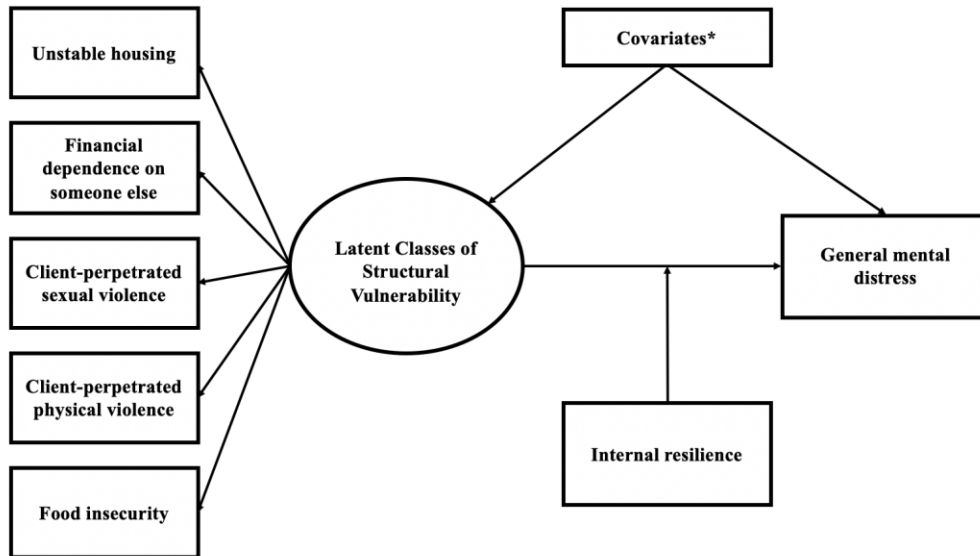 Unstable housing
Financial
dependence on
someone else
Client-perpetrated
sexual violence
Client-perpetrated
physical violence
Food insecurity
Latent Classes of
Structural
Vulnerability
Covariates*
General mental
distress
Internal resilience